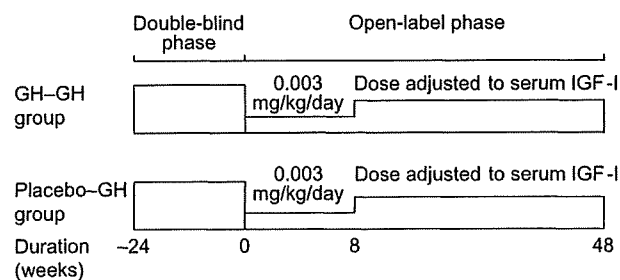 Double-blind
phase
Open-label phase
GH–GH
group
0.003
mg/kg/day
Dose adjusted to serum IGF-I
Placebo–GH
group
0.003
mg/kg/day
Dose adjusted to serum IGF-I
Duration
(weeks)
–24
0
8
48